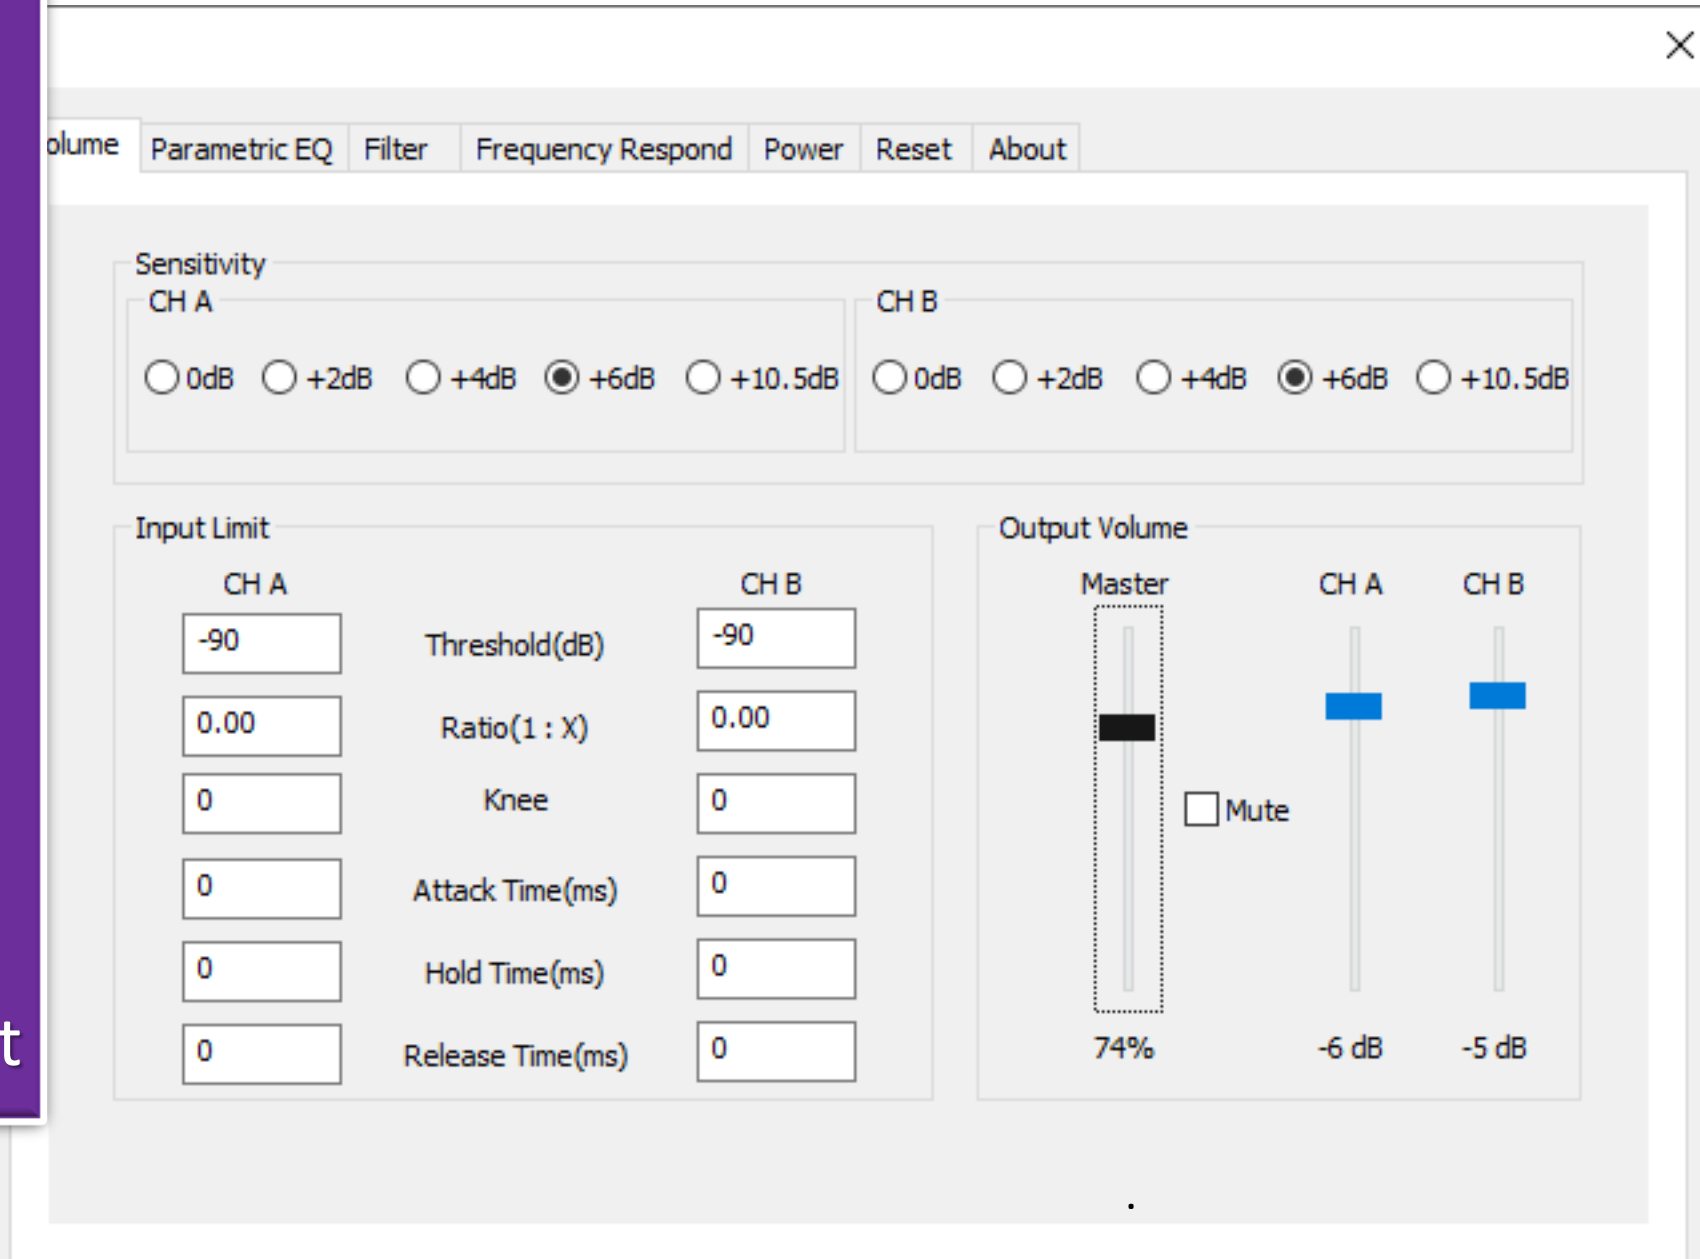 olume Parametric EQ Filter Frequency Respond Power Reset About
Sensitivity
CH A CH B
0dB +2dB +4dB +6dB +10.5dB 0dB +2dB +4dB +6dB +10.5dB
Input Limit Output Volume
CH A CH B Master CH A CH B
-90 Threshold(dB) -90
0.00 Ratio(1 : X) 0.00
0 Knee 0
Mute
0 Attack Time(ms) 0
0 Hold Time(ms) 0
t
0 Release Time(ms) 0 74% -6 dB -5 dB
.